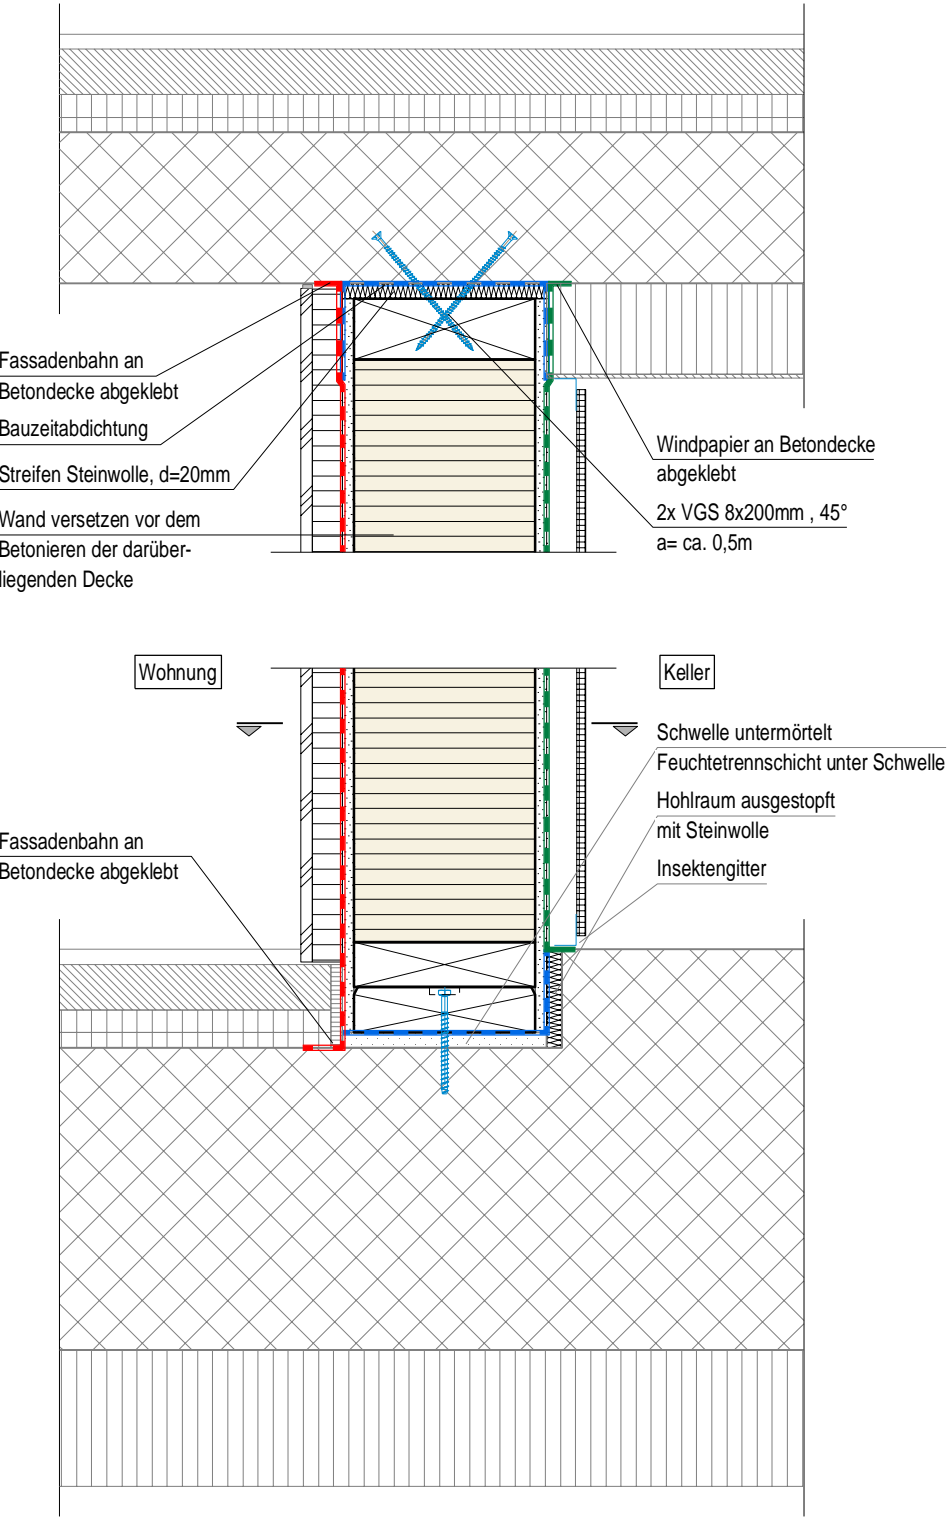 Fassadenbahn an
Betondecke abgeklebt
Bauzeitabdichtung
Streifen Steinwolle, d=20mm
Wand versetzen vor dem
Betonieren der darüber-
liegenden Decke
Windpapier an Betondecke
abgeklebt
2x VGS 8x200mm , 45°
a= ca. 0,5m
Wohnung
Keller
Schwelle untermörtelt
Feuchtetrennschicht unter Schwelle
Hohlraum ausgestopft
mit Steinwolle
Insektengitter
Fassadenbahn an
Betondecke abgeklebt